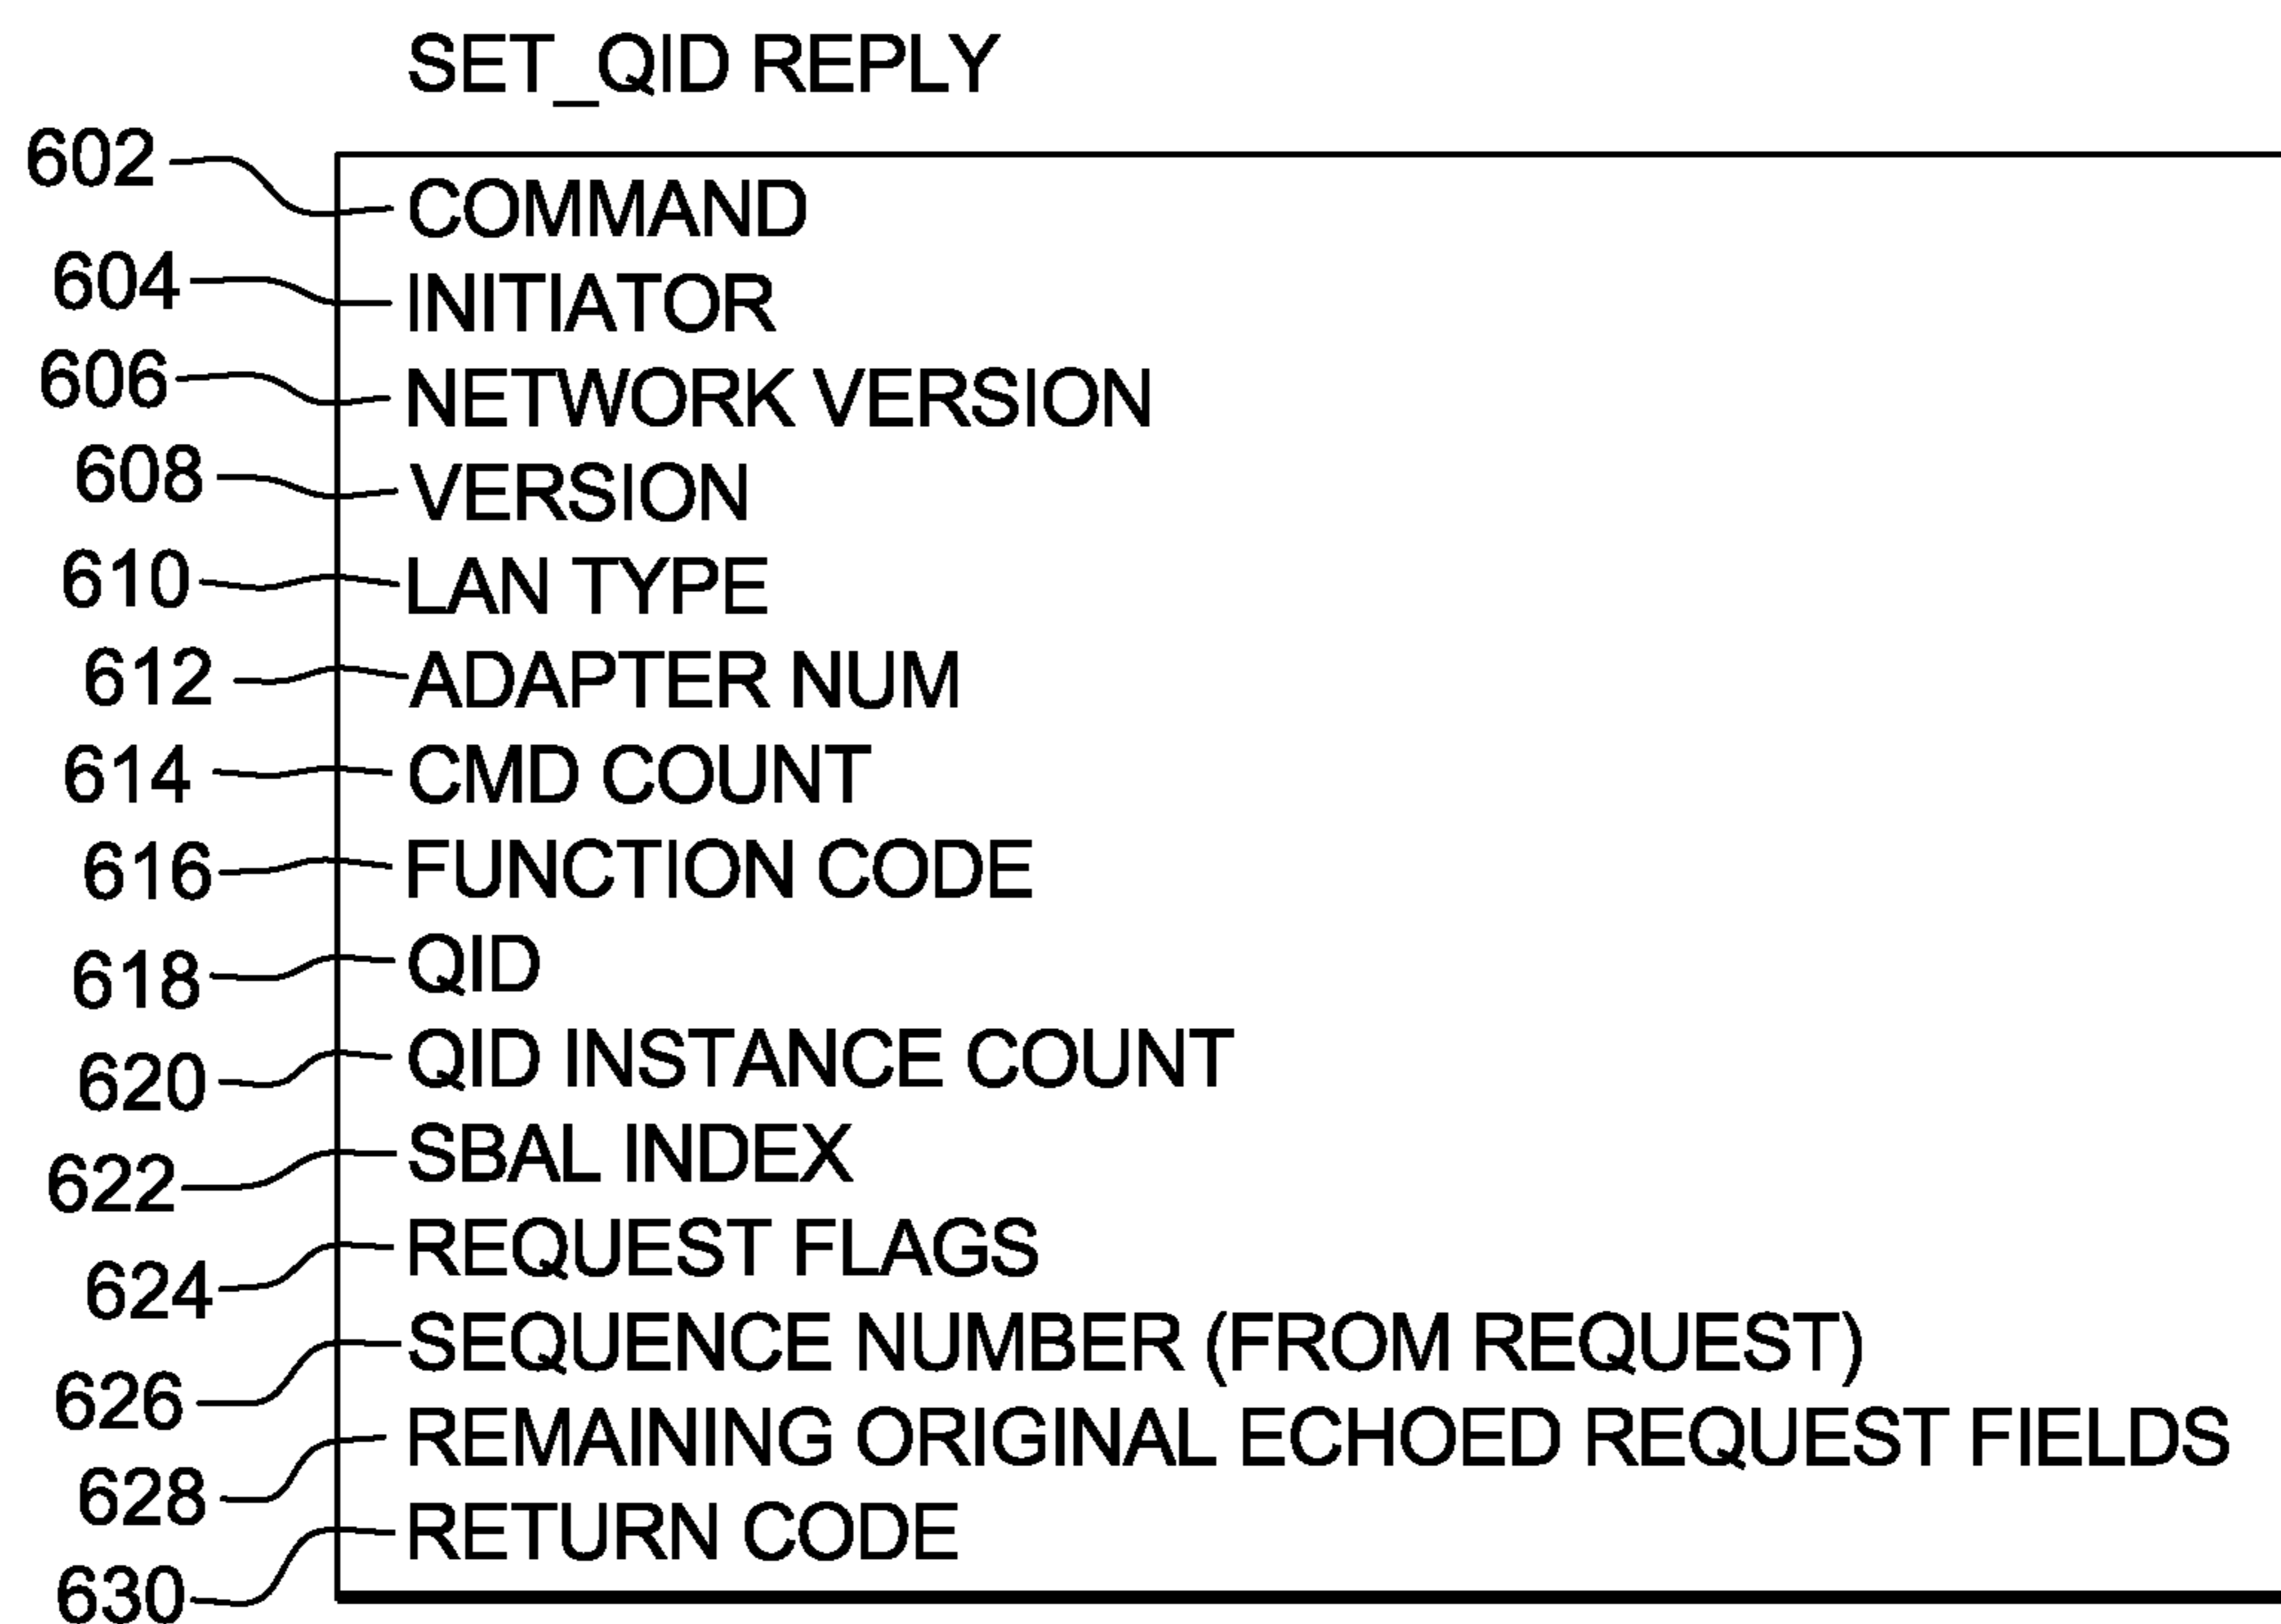 SET_QID REPLY
602 COMMAND
604 INITIATOR
606 NETWORK VERSION
608 VERSION
610 LAN TYPE
612 ADAPTER NUM
614 CMD COUNT
616 FUNCTION CODE
618 QID
620 QID INSTANCE COUNT
622 SBAL INDEX
624 REQUEST FLAGS
626 SEQUENCE NUMBER (FROM REQUEST)
628 REMAINING ORIGINAL ECHOED REQUEST FIELDS
630 RETURN CODE